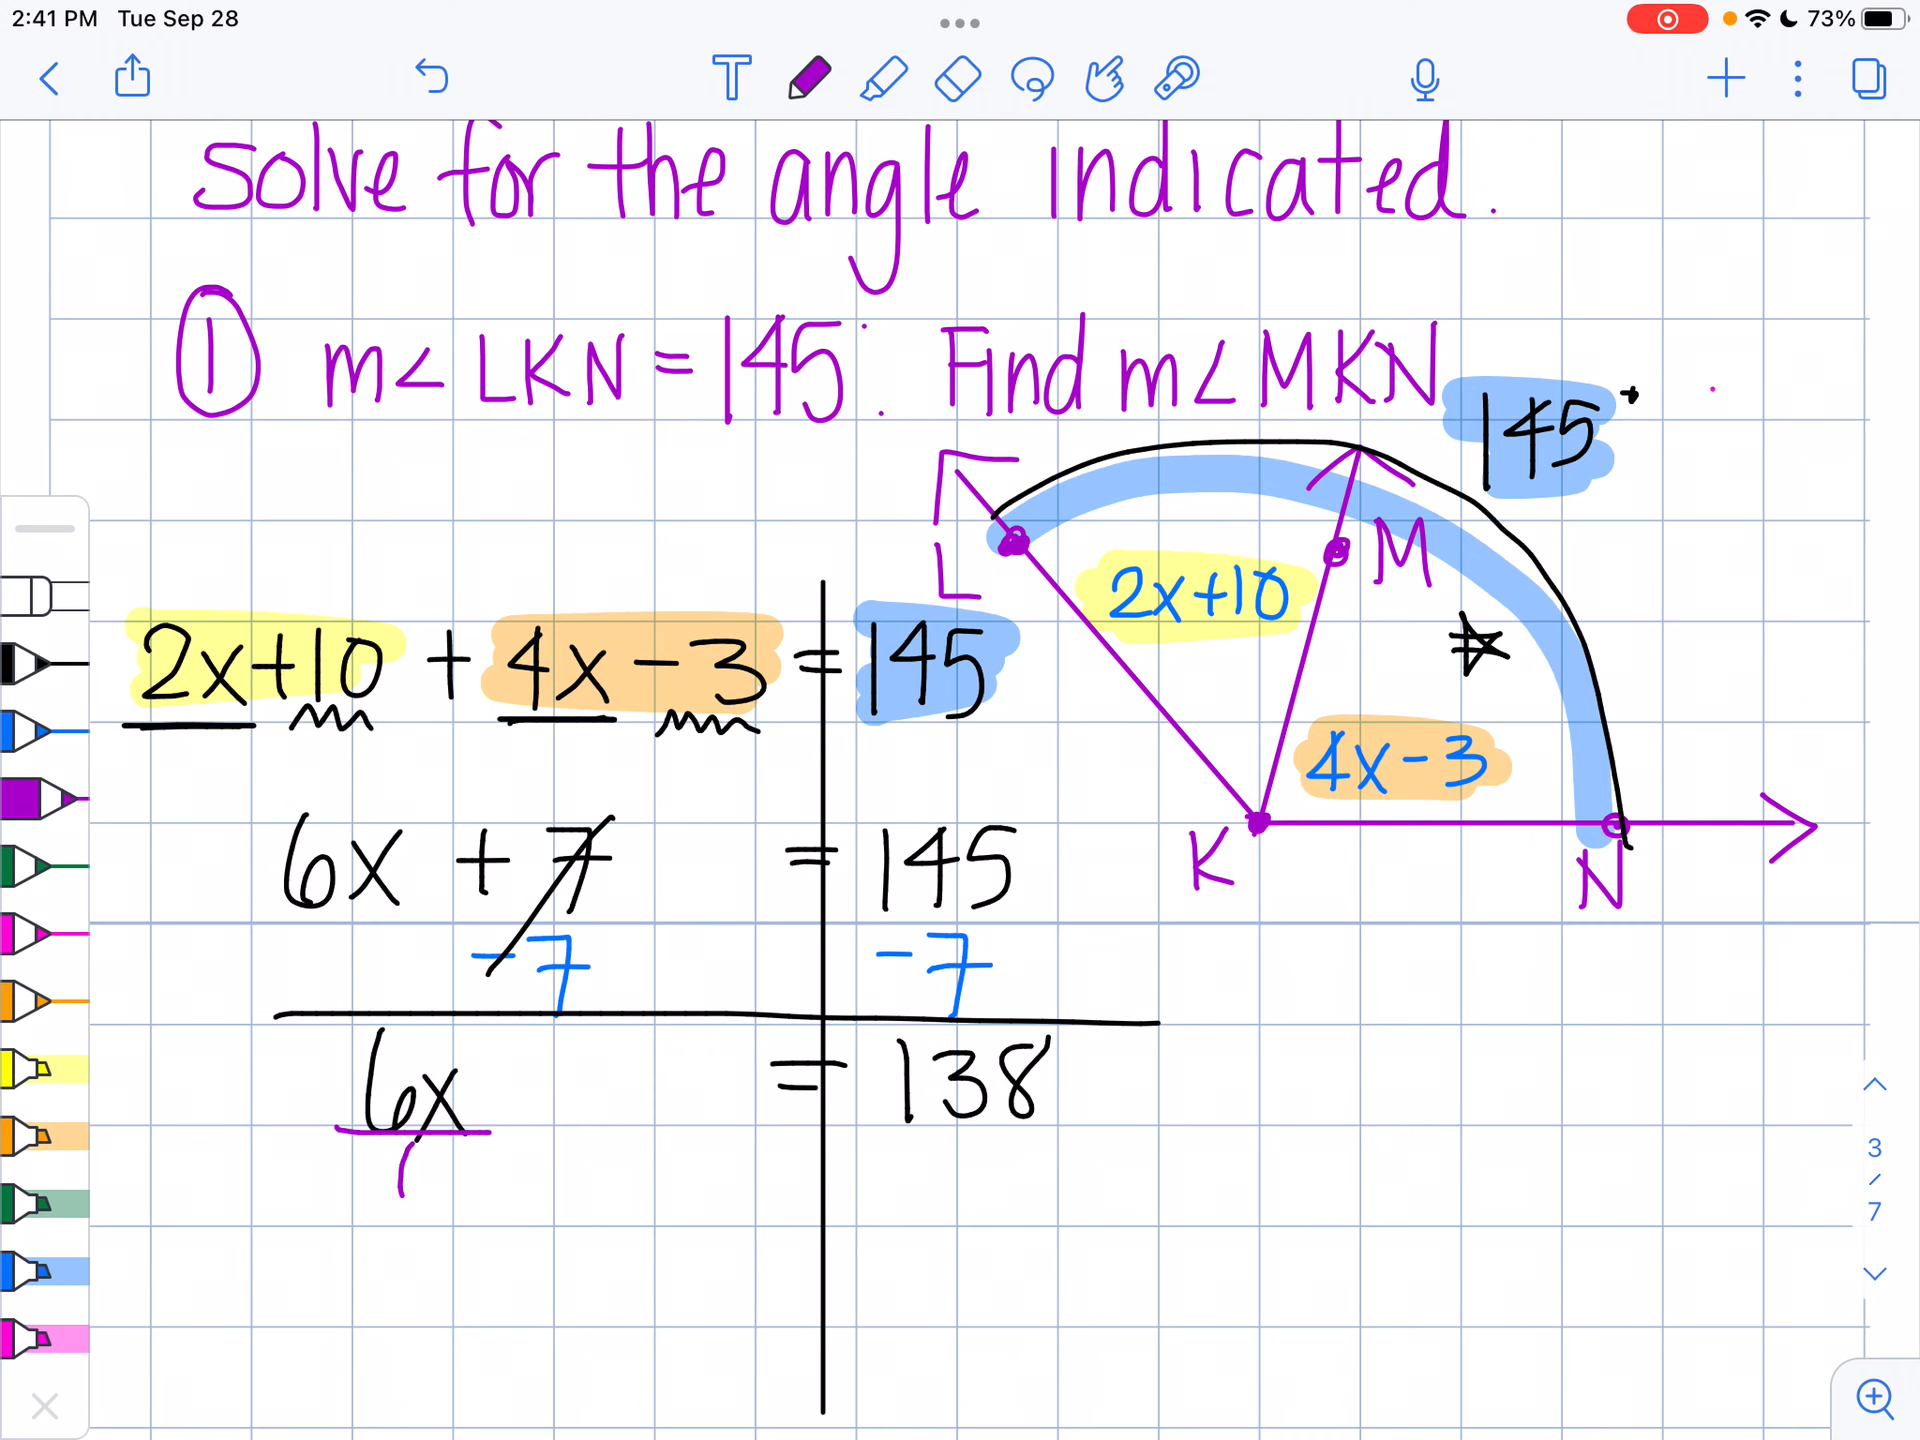 2:41 PM Tue Sep 28
73%
T
Solve for the angle indicated.
1 m∠LKN=145. Find m∠MKN
145°
L
M
2x+10
2x+10 + 4x-3 = 145
4x-3
K
N
6x + 7 = 145
-7 -7
6x = 138
3
/
7